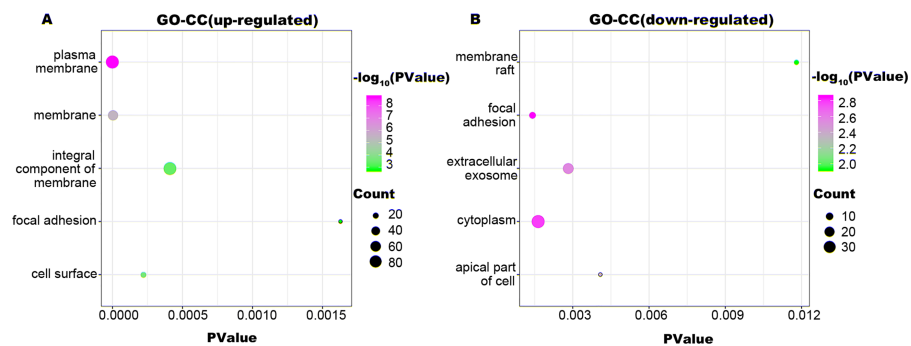 A
GO-CC(up-regulated)
plasma
membrane
membrane
integral
component of
membrane
focal adhesion
cell surface
0.0000
0.0005
0.0010
0.0015
PValue
-log10(PValue)
8
7
6
5
4
3
Count
20
40
60
80
B
GO-CC(down-regulated)
membrane
raft
focal
adhesion
extracellular
exosome
cytoplasm
apical part
of cell
0.003
0.006
0.009
0.012
PValue
-log10(PValue)
2.8
2.6
2.4
2.2
2.0
Count
10
20
30